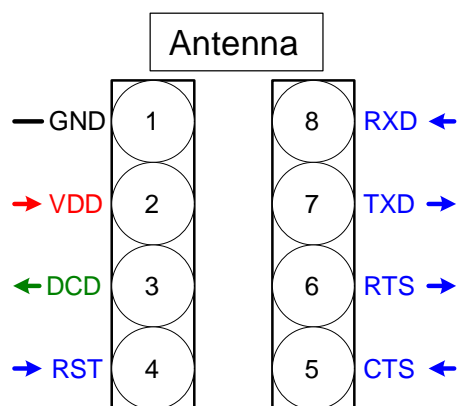 Antenna
GND 1 8 RXD
VDD 2 7 TXD
DCD 3 6 RTS
RST 4 5 CTS